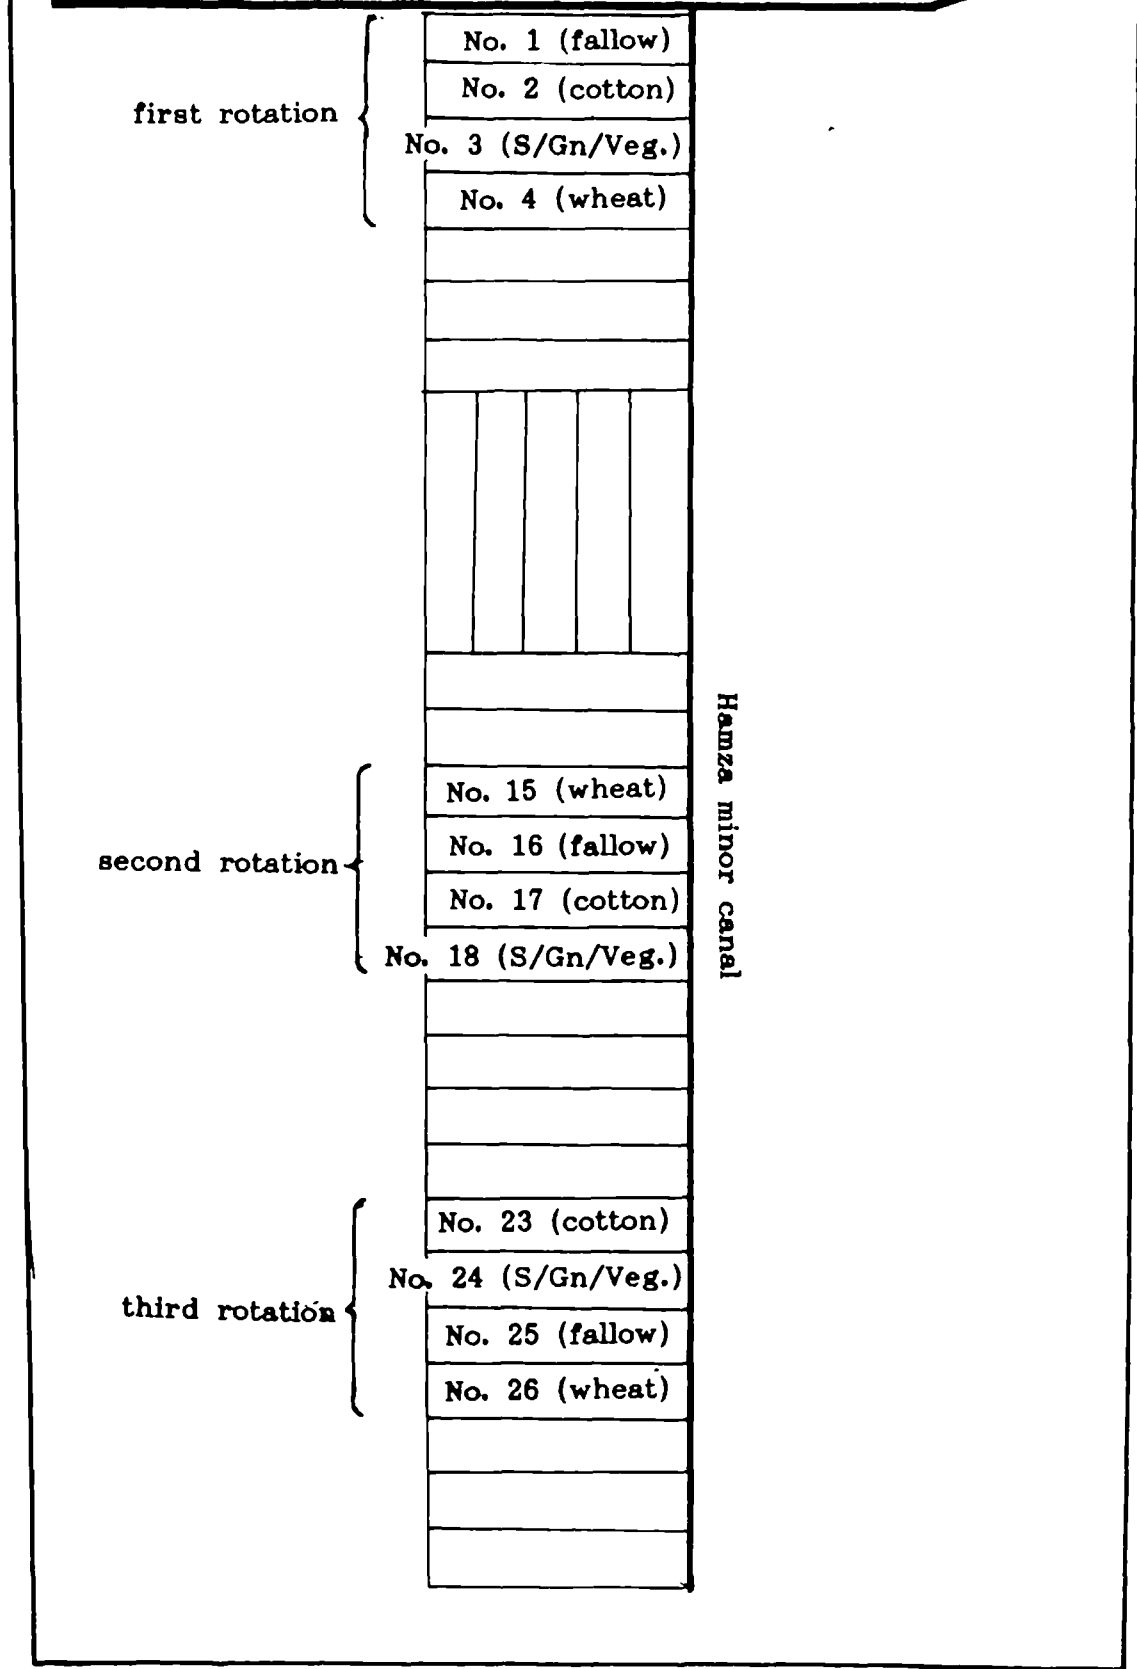 No. 1 (fallow)
No. 2 (cotton)
first rotation
No. 3 (S/Gn/Veg.)
No. 4 (wheat)
Hamza minor canal
No. 15 (wheat)
No. 16 (fallow)
second rotation
No. 17 (cotton)
No. 18 (S/Gn/Veg.)
No. 23 (cotton)
No. 24 (S/Gn/Veg.)
third rotation
No. 25 (fallow)
No. 26 (wheat)